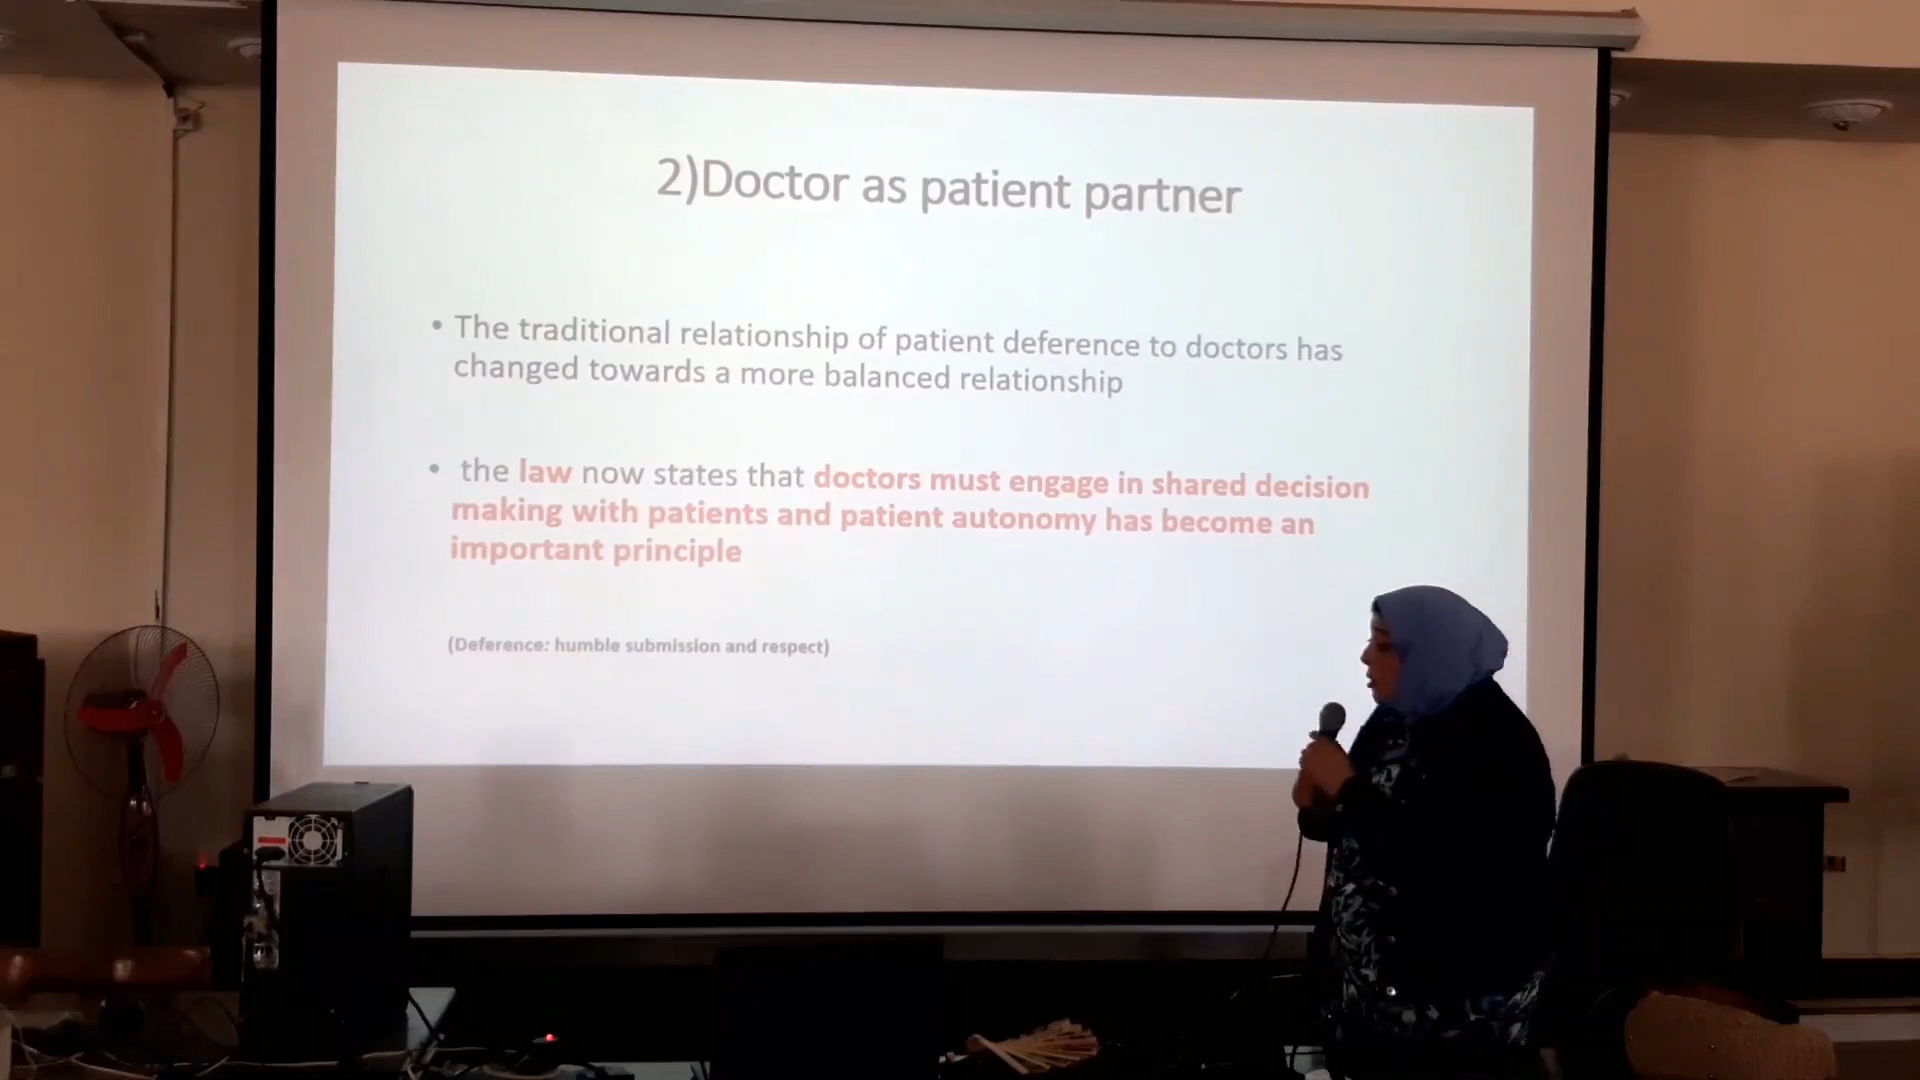 2)Doctor as patient partner
• The traditional relationship of patient deference to doctors has
changed towards a more balanced relationship
• the law now states that doctors must engage in shared decision
making with patients and patient autonomy has become an
important principle
(Deference: humble submission and respect)